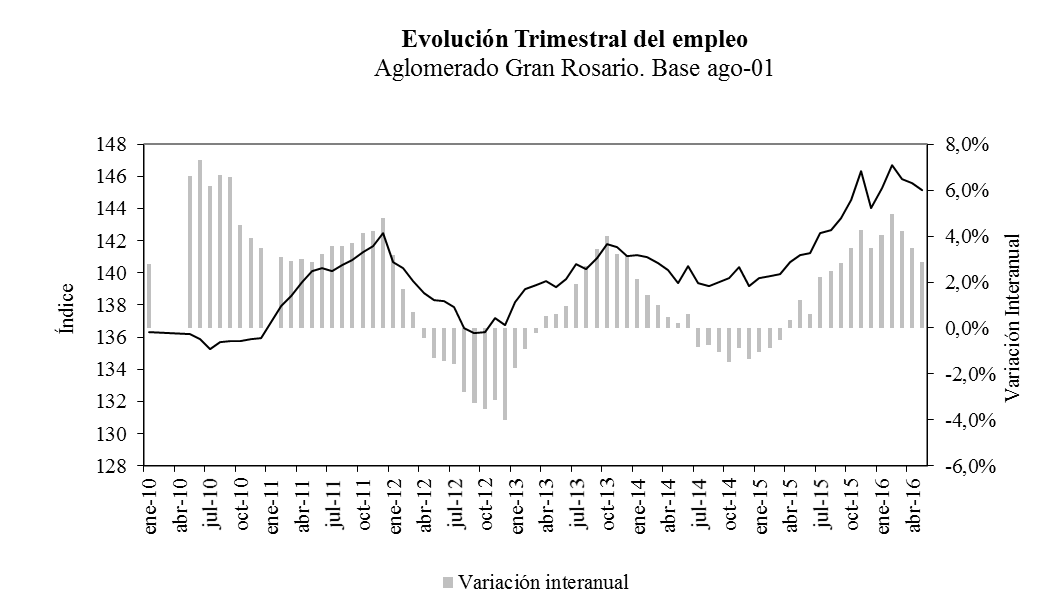 Evolución Trimestral del empleo
Aglomerado Gran Rosario. Base ago-01
148
146
144
142
140
138
136
134
132
130
128
Índice
8,0%
6,0%
4,0%
2,0%
0,0%
-2,0%
-4,0%
-6,0%
Variación Interanual
ene-10
abr-10
jul-10
oct-10
ene-11
abr-11
jul-11
oct-11
ene-12
abr-12
jul-12
oct-12
ene-13
abr-13
jul-13
oct-13
ene-14
abr-14
jul-14
oct-14
ene-15
abr-15
jul-15
oct-15
ene-16
abr-16
Variación interanual